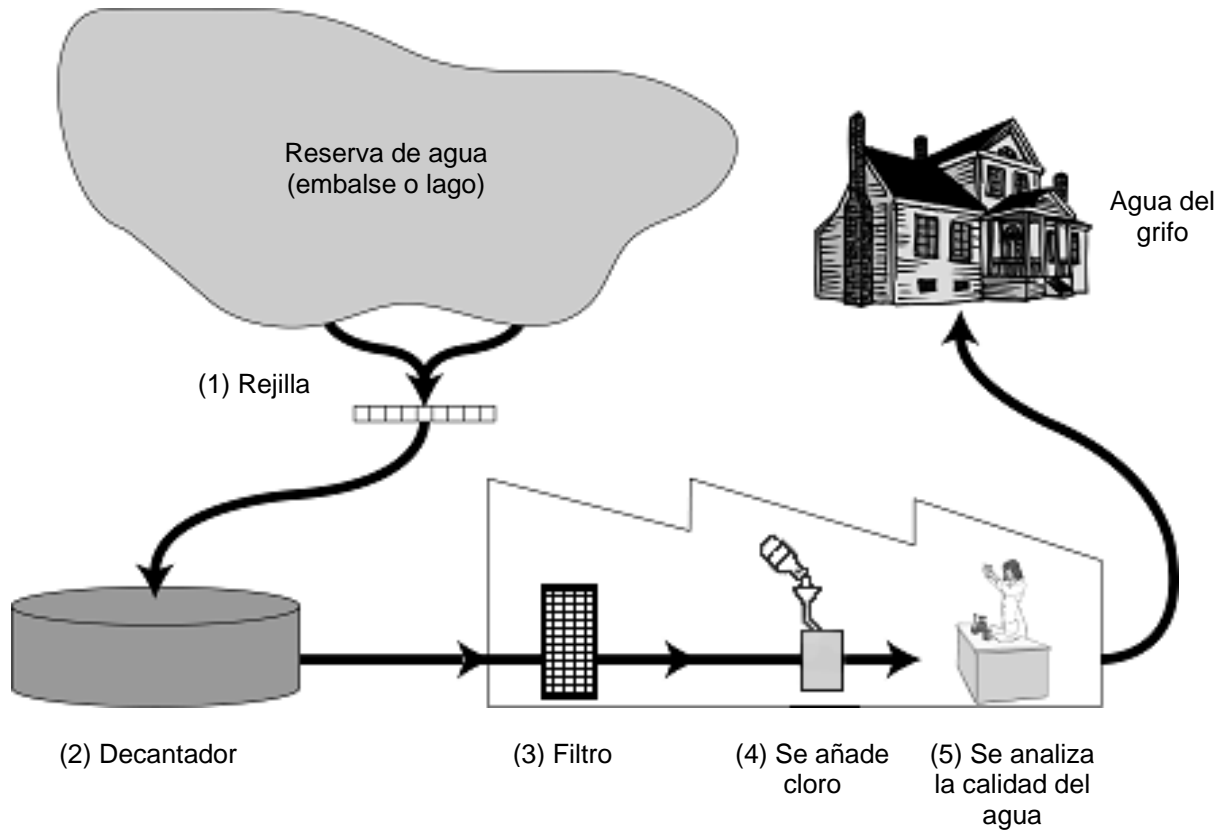 Reserva de agua
(embalse o lago)
Agua del
grifo
(1) Rejilla
(2) Decantador
(3) Filtro
(4) Se añade
cloro
(5) Se analiza
la calidad del
agua